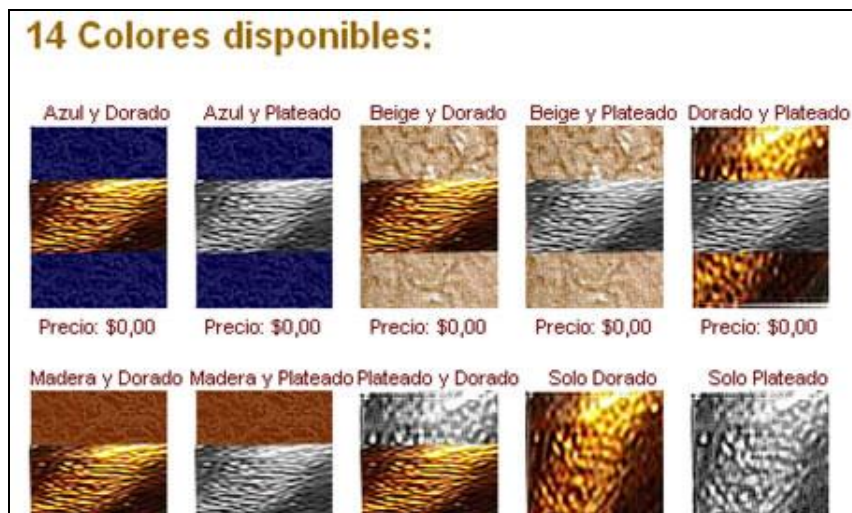 14 Colores disponibles:
Azul y Dorado Azul y Plateado Beige y Dorado Beige y Plateado Dorado y Plateado
Precio: $0,00 Precio: $0,00 Precio: $0,00 Precio: $0,00 Precio: $0,00
Madera y Dorado Madera y Plateado Plateado y Dorado Solo Dorado Solo Plateado